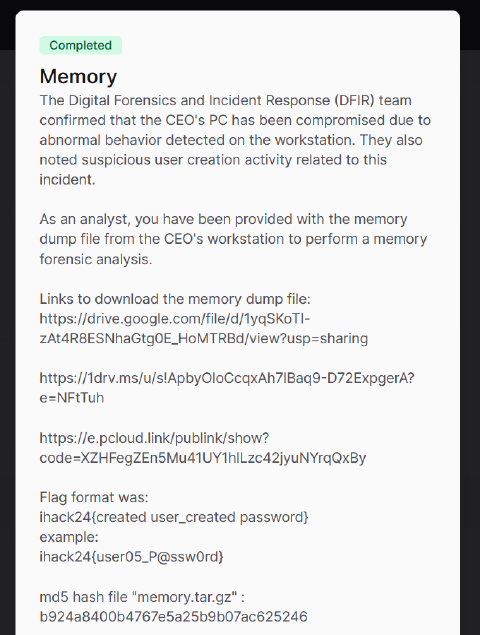 Completed
Memory
The Digital Forensics and Incident Response (DFIR) team
confirmed that the CEO's PC has been compromised due to
abnormal behavior detected on the workstation. They also
noted suspicious user creation activity related to this
incident.
As an analyst, you have been provided with the memory
dump file from the CEO's workstation to perform a memory
forensic analysis.
Links to download the memory dump file:
https://drive.google.com/file/d/1yqSKoTI-
zAt4R8ESNhaGtg0E_HoMTRBd/view?usp=sharing
https://1drv.ms/u/s!ApbyOloCcqxAh7lBaq9-D72ExpgerA?
e=NFtTuh
https://e.pcloud.link/publink/show?
code=XZHFegZEn5Mu41UY1hlLzc42jyuNYrqQxBy
Flag format was:
ihack24{created user_created password}
example:
ihack24{user05_P@ssw0rd}
md5 hash file "memory.tar.gz" :
b924a8400b4767e5a25b9b07ac625246